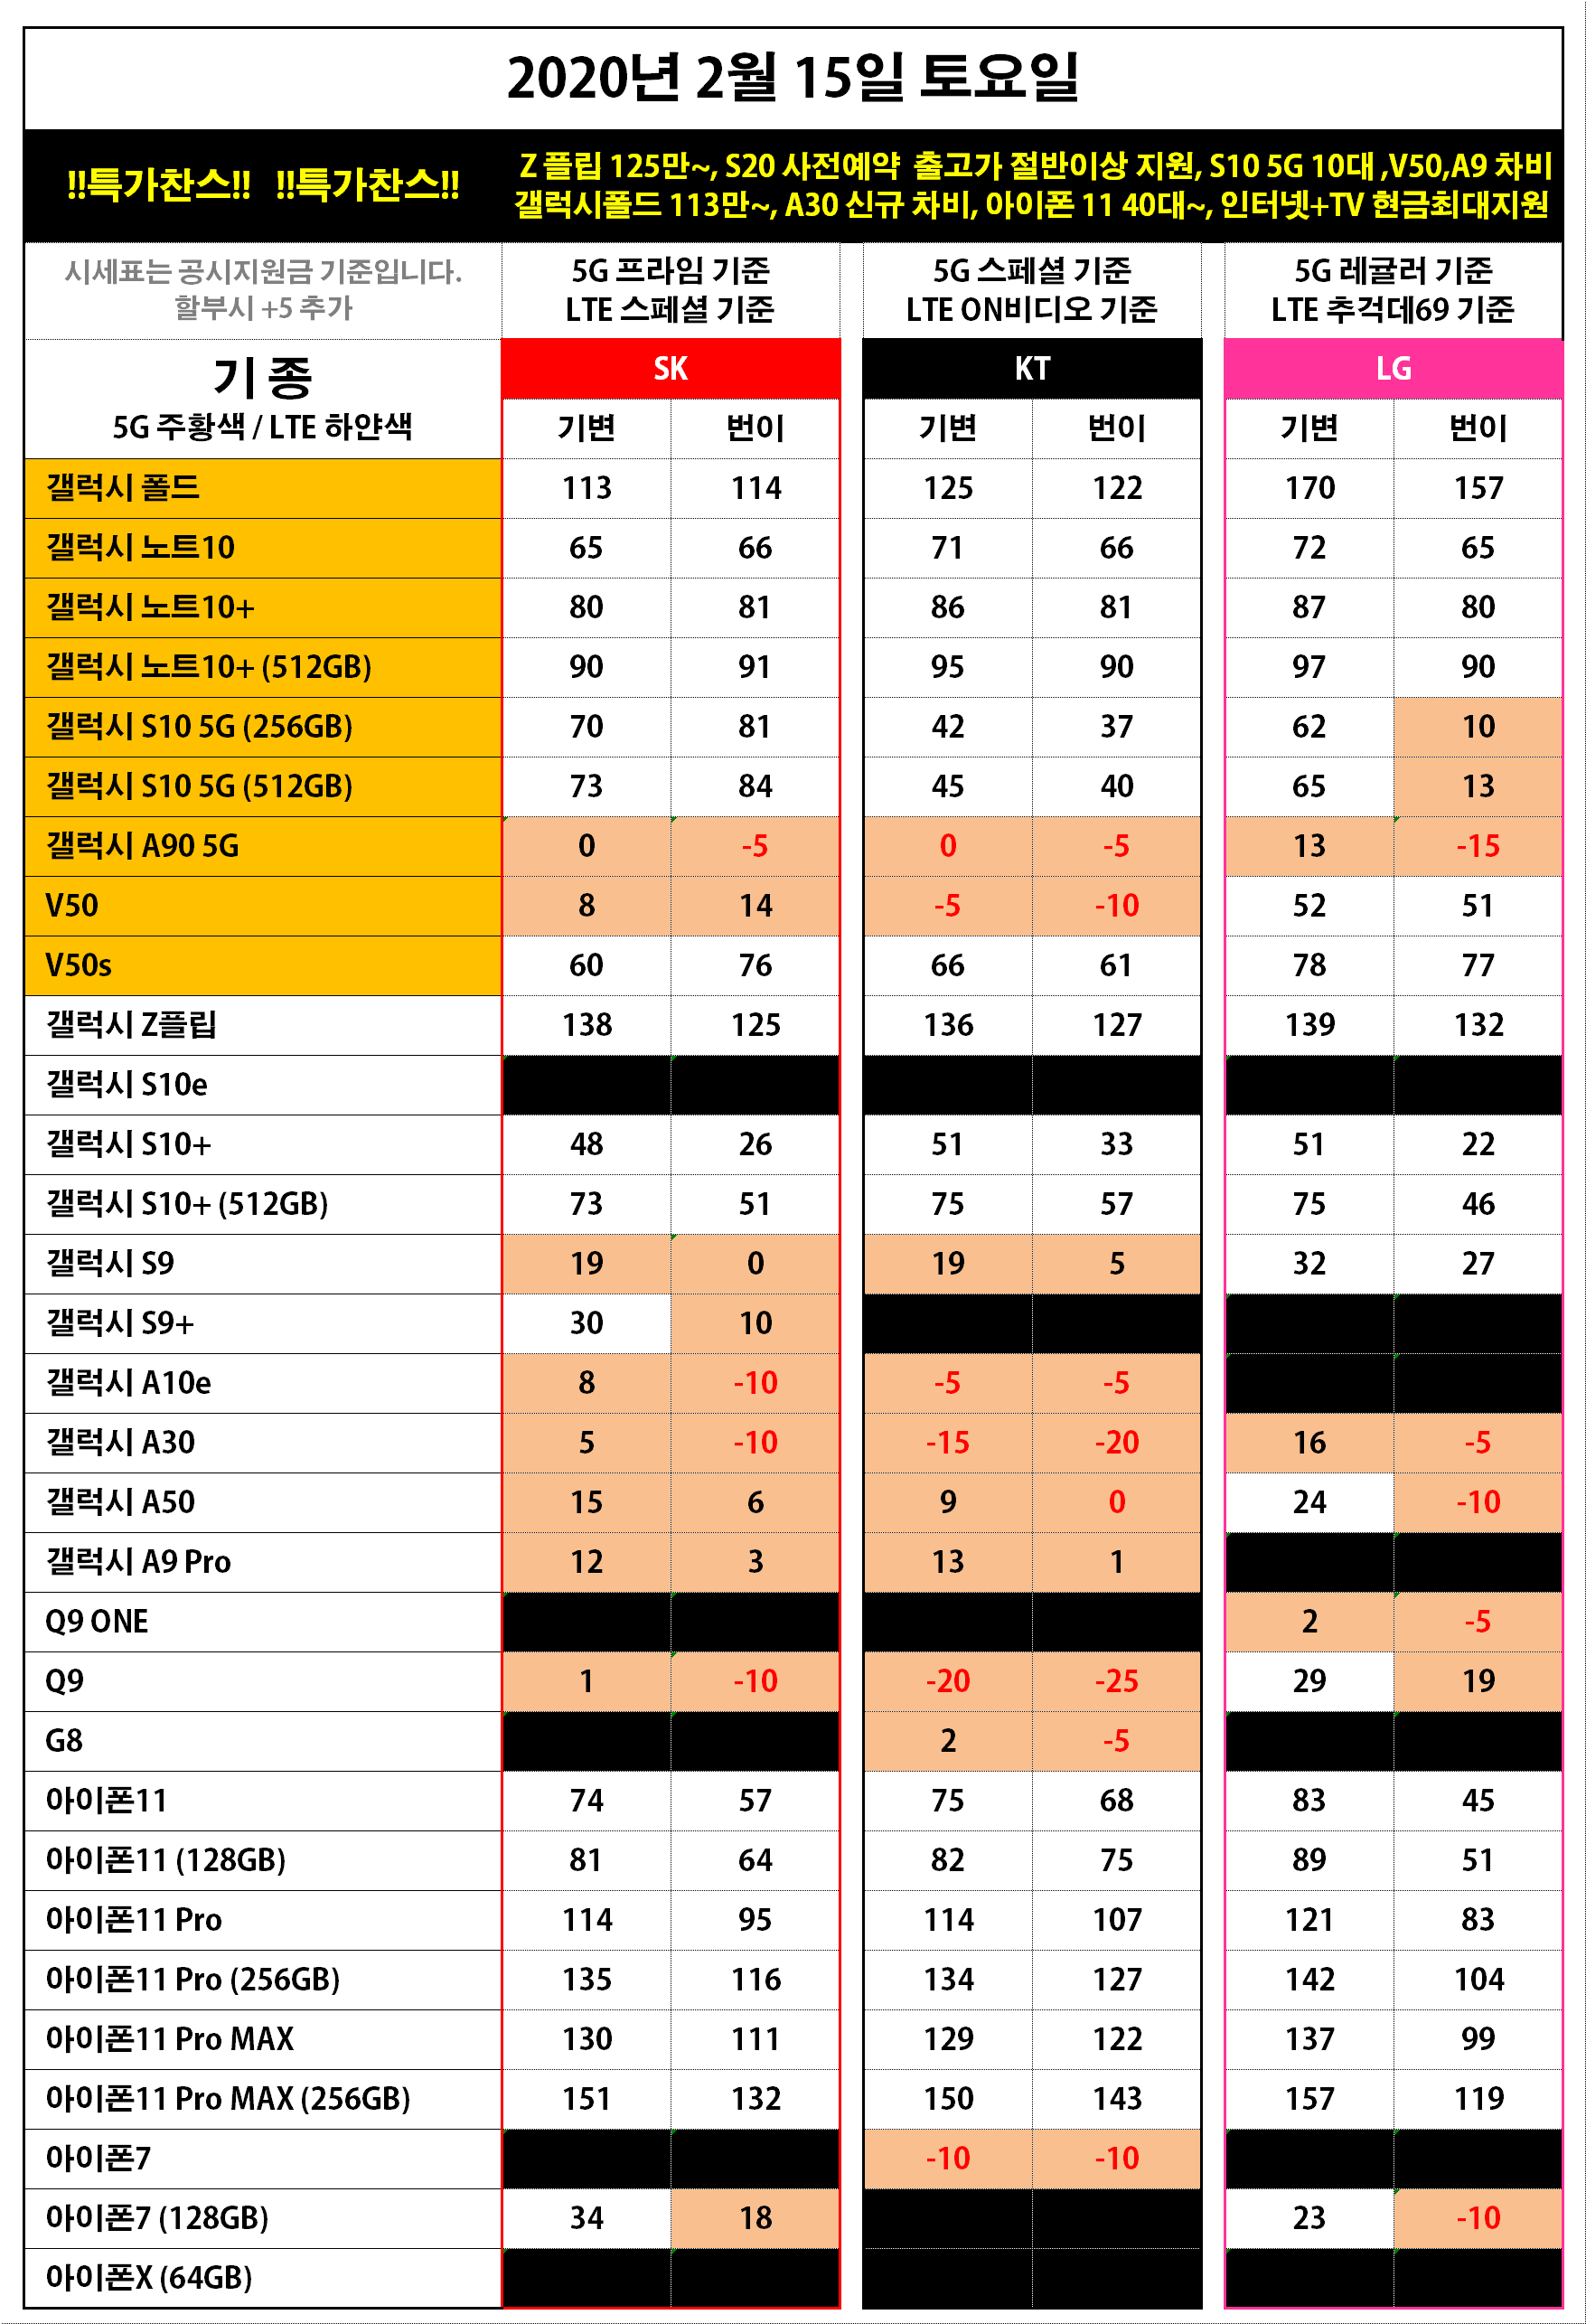 2020년 2월 15일 토요일
!!특가찬스!! !!특가찬스!!
Z 플립 125만~, S20 사전예약 출고가 절반이상 지원, S10 5G 10대 ,V50,A9 차비
갤럭시폴드 113만~, A30 신규 차비, 아이폰 11 40대~, 인터넷+TV 현금최대지원
시세표는 공시지원금 기준입니다.
할부시 +5 추가
5G 프라임 기준
LTE 스페셜 기준
5G 스페셜 기준
LTE ON비디오 기준
5G 레귤러 기준
LTE 추걱데69 기준
기 종
5G 주황색 / LTE 하얀색
SK KT LG
기변 번이 기변 번이 기변 번이
갤럭시 폴드 113 114 125 122 170 157
갤럭시 노트10 65 66 71 66 72 65
갤럭시 노트10+ 80 81 86 81 87 80
갤럭시 노트10+ (512GB) 90 91 95 90 97 90
갤럭시 S10 5G (256GB) 70 81 42 37 62 10
갤럭시 S10 5G (512GB) 73 84 45 40 65 13
갤럭시 A90 5G 0 -5 0 -5 13 -15
V50 8 14 -5 -10 52 51
V50s 60 76 66 61 78 77
갤럭시 Z플립 138 125 136 127 139 132
갤럭시 S10e
갤럭시 S10+ 48 26 51 33 51 22
갤럭시 S10+ (512GB) 73 51 75 57 75 46
갤럭시 S9 19 0 19 5 32 27
갤럭시 S9+ 30 10
갤럭시 A10e 8 -10 -5 -5
갤럭시 A30 5 -10 -15 -20 16 -5
갤럭시 A50 15 6 9 0 24 -10
갤럭시 A9 Pro 12 3 13 1
Q9 ONE 2 -5
Q9 1 -10 -20 -25 29 19
G8 2 -5
아이폰11 74 57 75 68 83 45
아이폰11 (128GB) 81 64 82 75 89 51
아이폰11 Pro 114 95 114 107 121 83
아이폰11 Pro (256GB) 135 116 134 127 142 104
아이폰11 Pro MAX 130 111 129 122 137 99
아이폰11 Pro MAX (256GB) 151 132 150 143 157 119
아이폰7 -10 -10
아이폰7 (128GB) 34 18 23 -10
아이폰X (64GB)